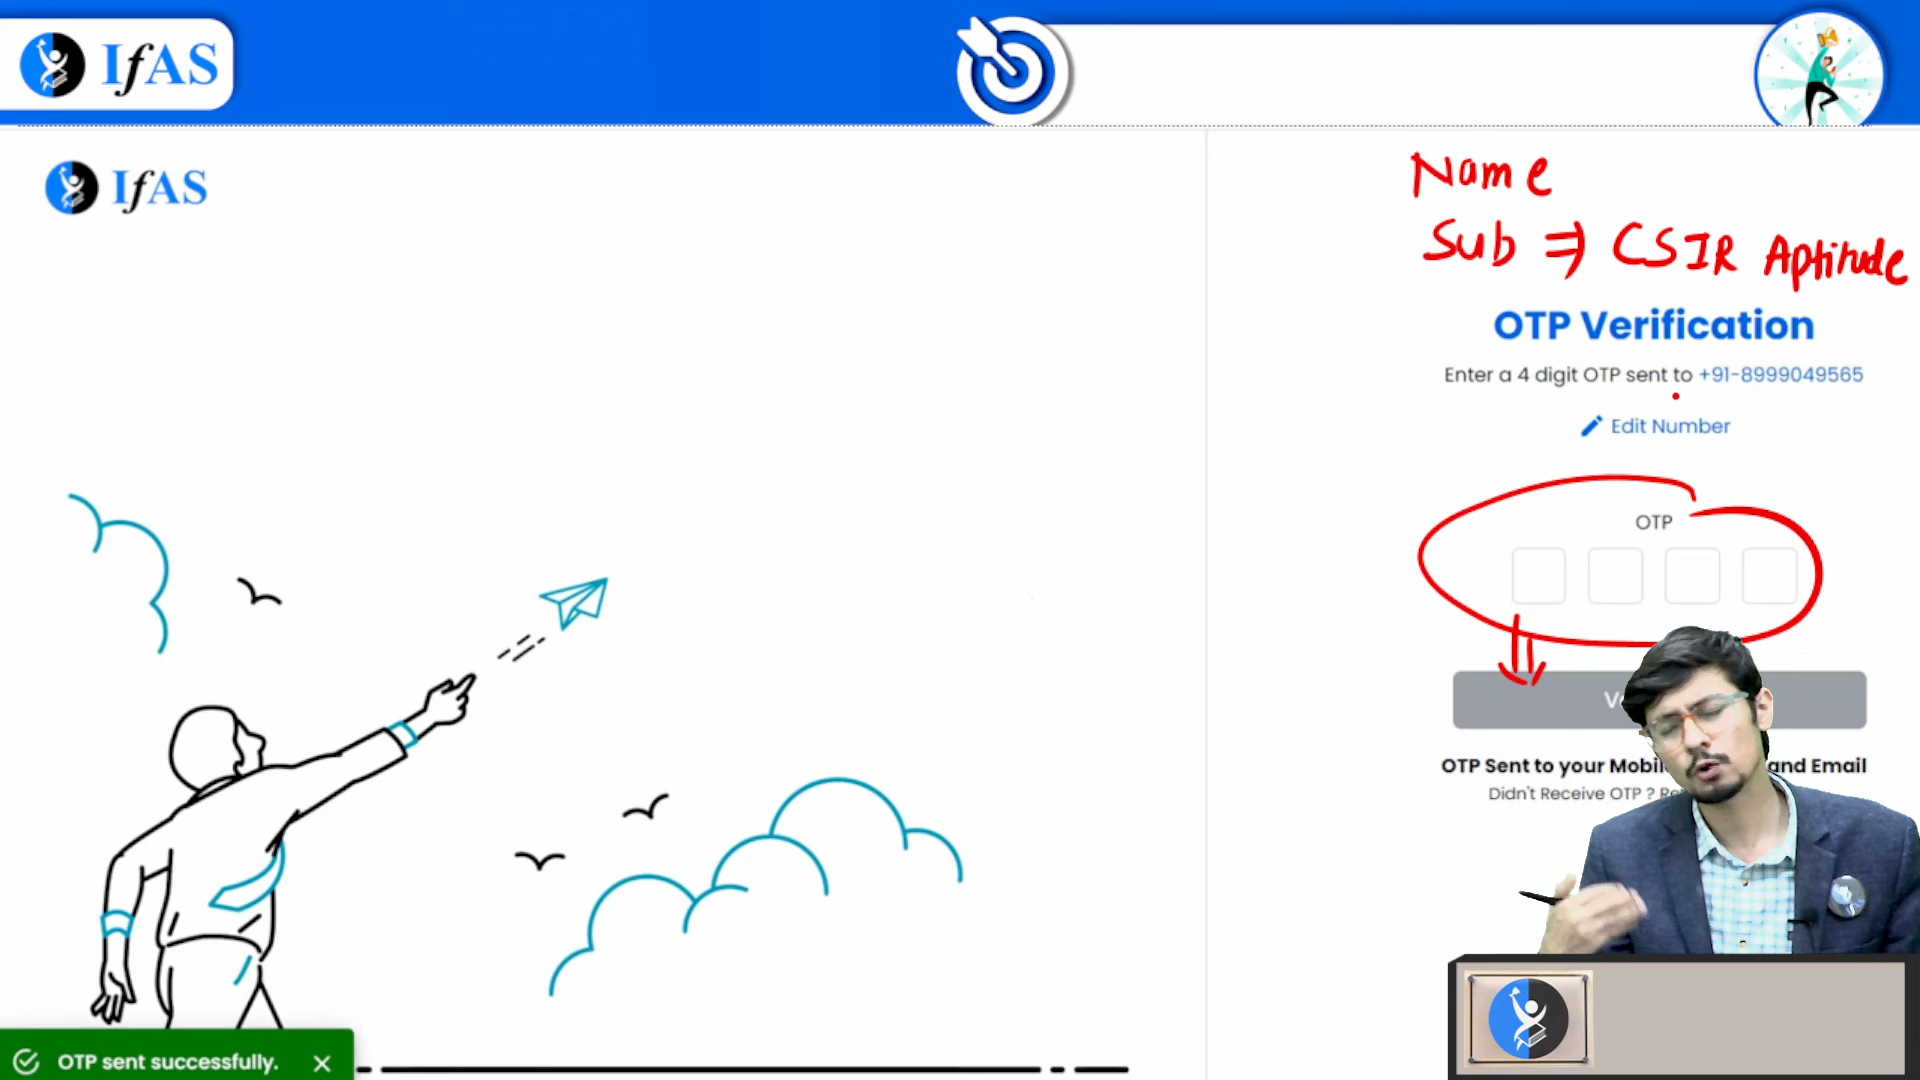 IfAS
IfAS
Name
Sub ⇒ CSIR Aptitude
OTP Verification
Enter a 4 digit OTP sent to +91-8999049565
Edit Number
OTP
OTP Sent to your Mobil and Email
Didn't Receive OTP ? Re
OTP sent successfully.